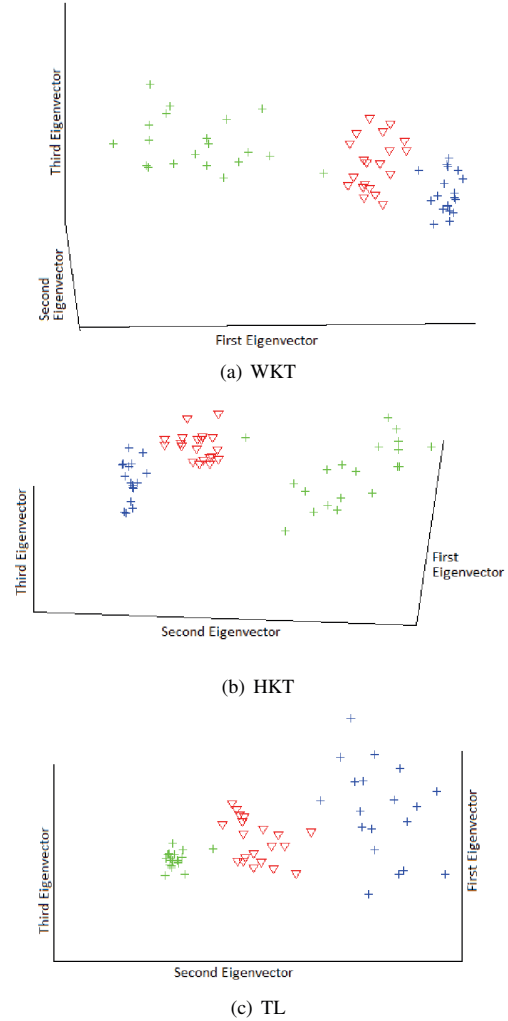 Third Eigenvector
Second
Eigenvector
First Eigenvector
(a) WKT
Third Eigenvector
First
Eigenvector
Second Eigenvector
(b) HKT
Third Eigenvector
First Eigenvector
Second Eigenvector
(c) TL